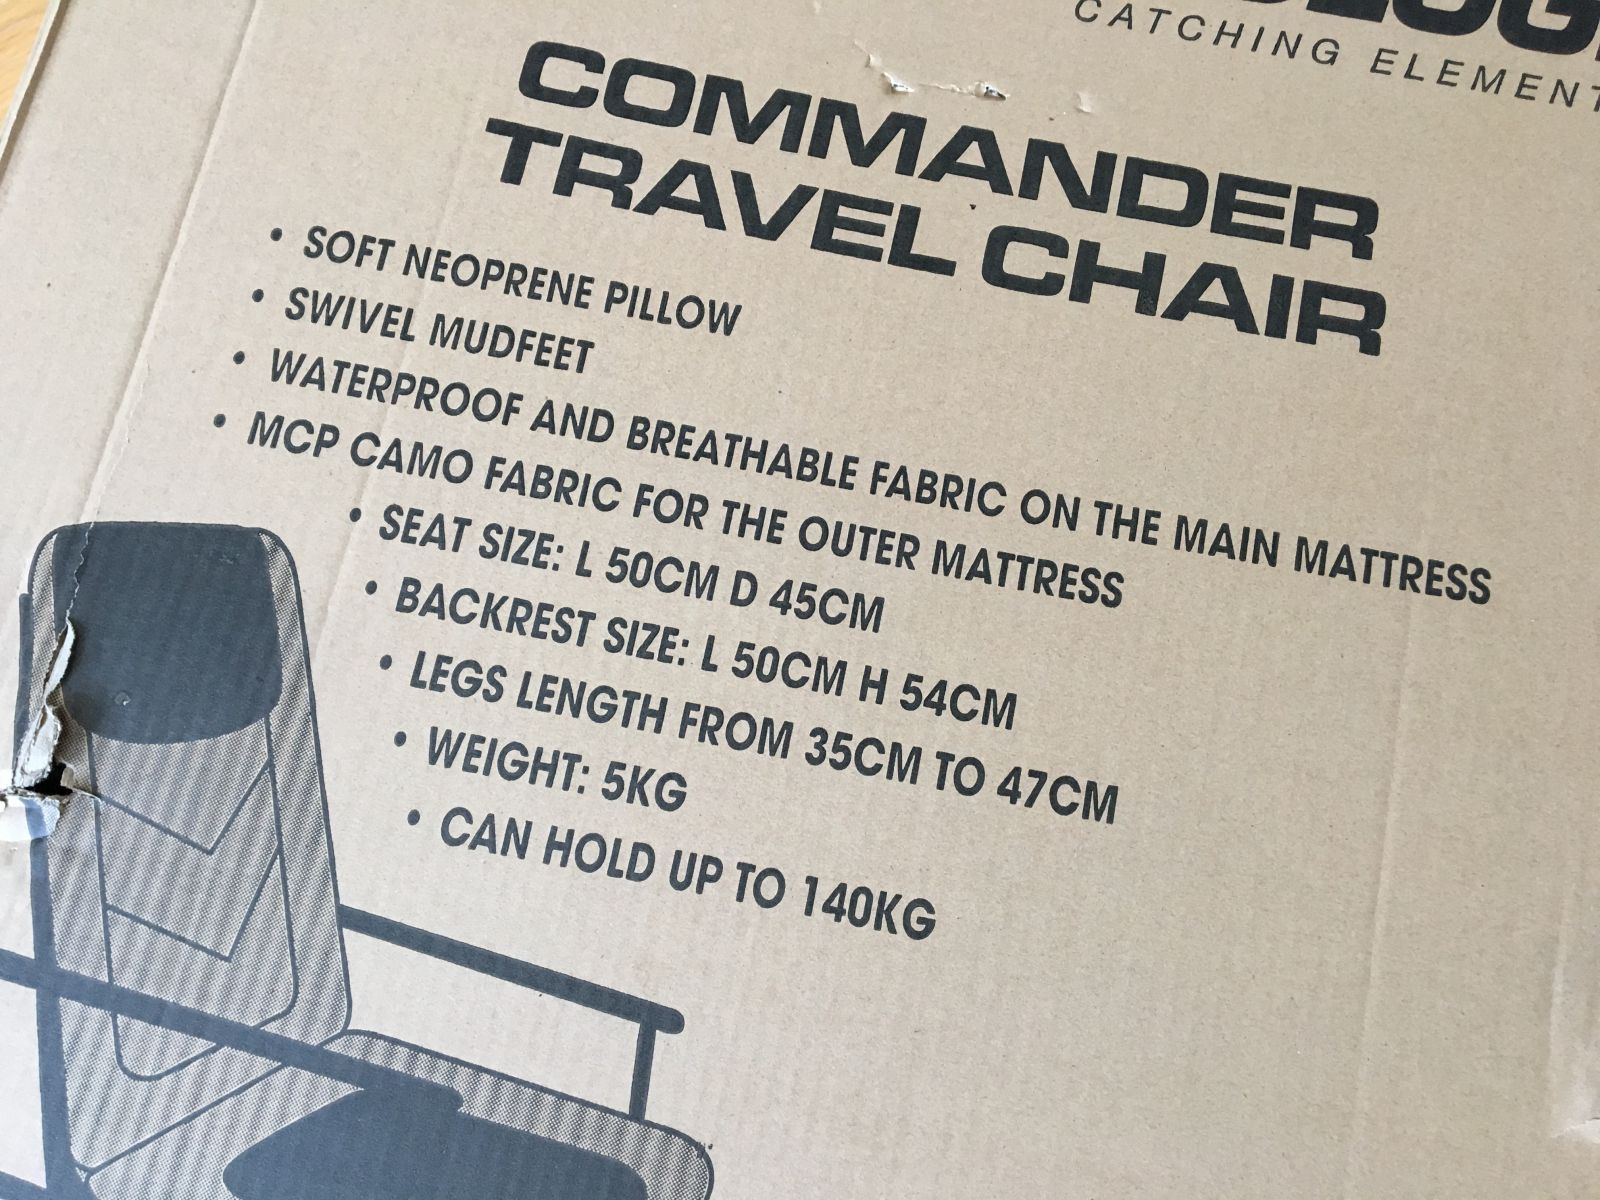 CATCHING
COMMANDER
TRAVEL CHAIR
• SOFT NEOPRENE PILLOW
• SWIVEL MUDFEET
• WATERPROOF AND BREATHABLE FABRIC ON THE MAIN MATTRESS
• MCP CAMO FABRIC FOR THE OUTER MATTRESS
• SEAT SIZE: L 50CM D 45CM
• BACKREST SIZE: L 50CM H 54CM
• LEGS LENGTH FROM 35CM TO 47CM
• WEIGHT: 5KG
• CAN HOLD UP TO 140KG